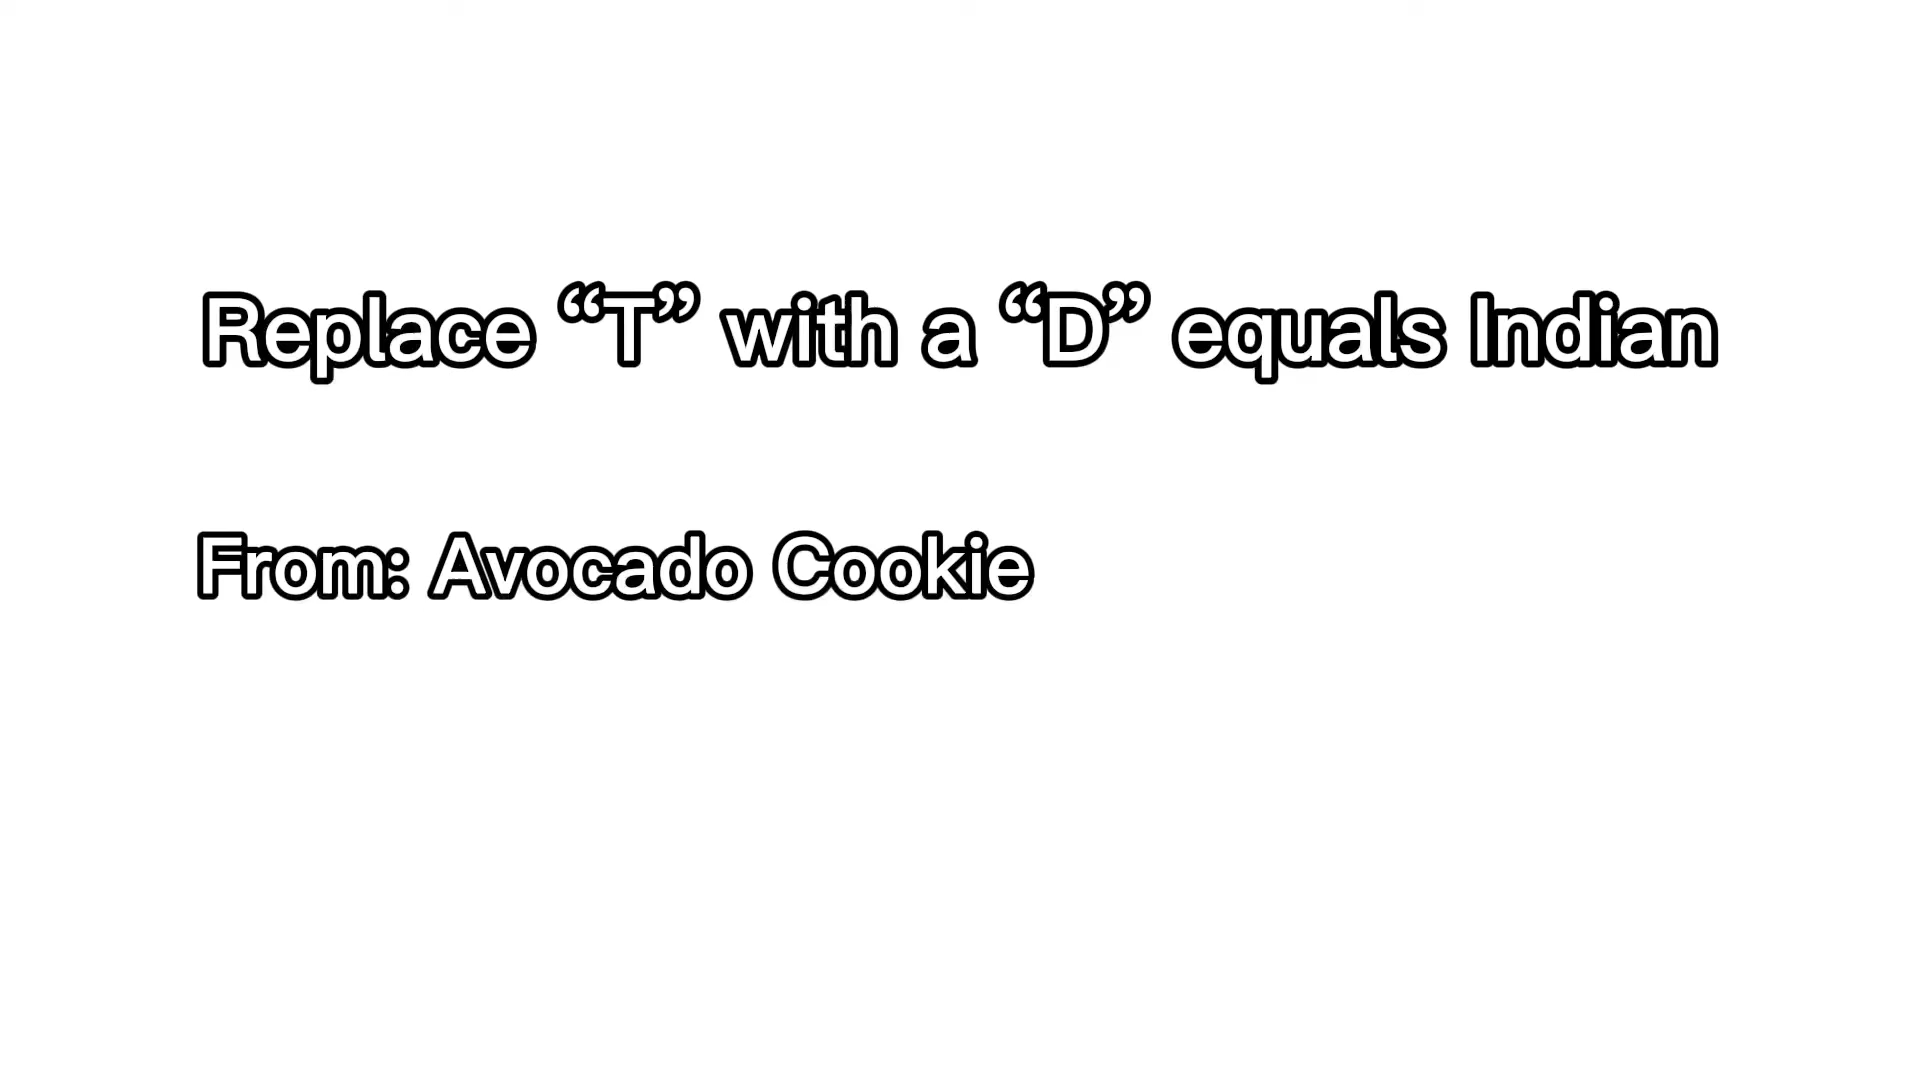 Replace “T” with a “D” equals Indian
From: Avocado Cookie